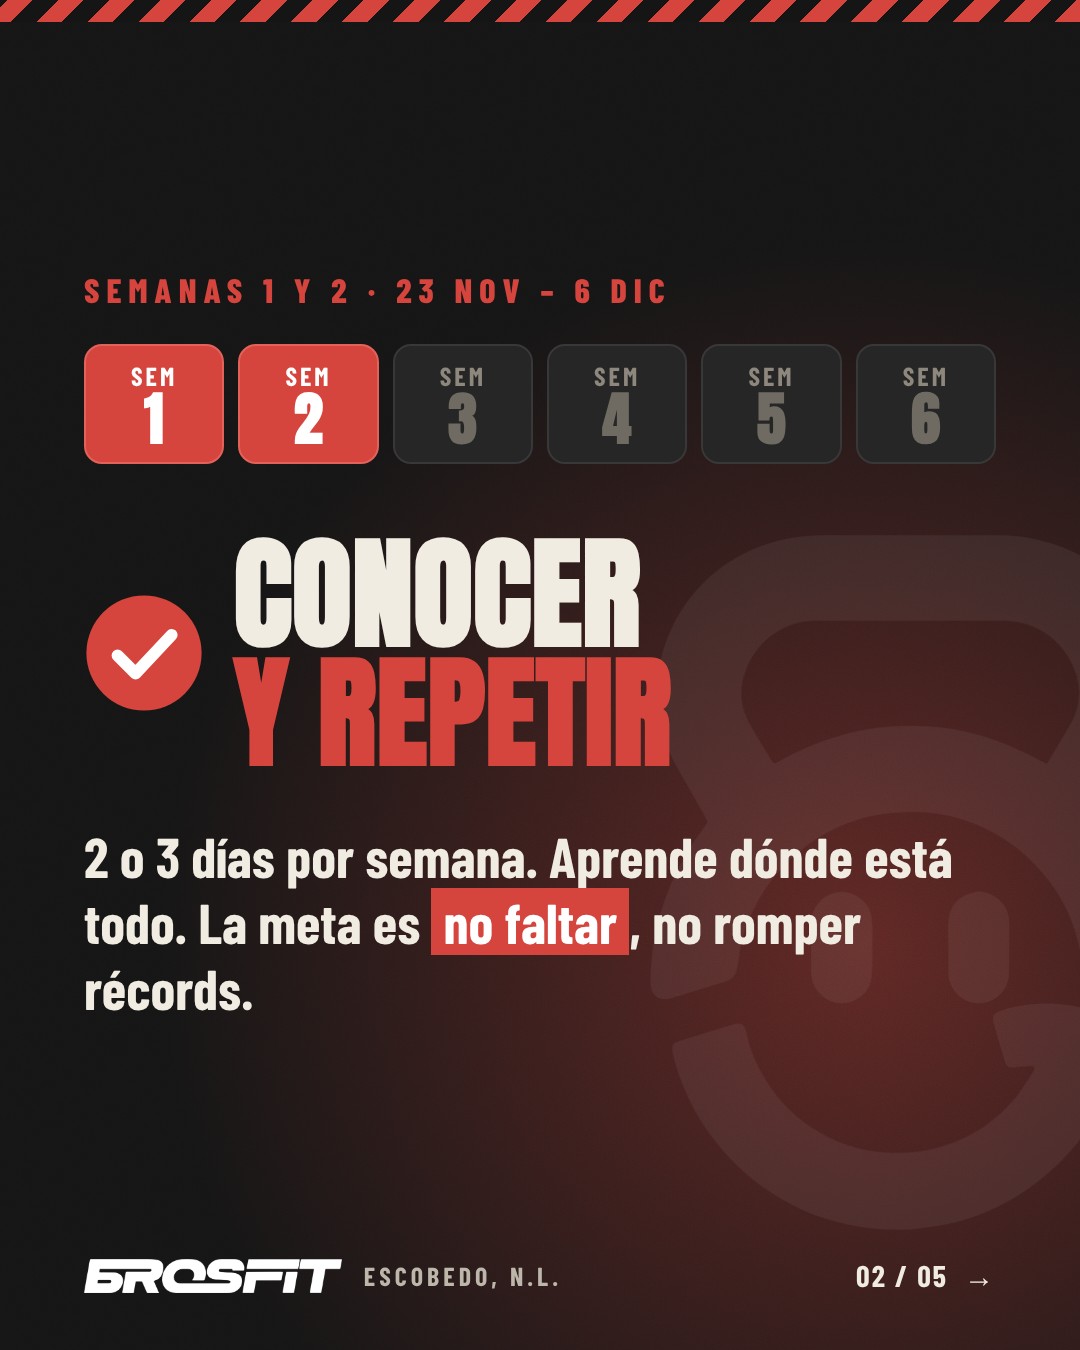 SEMANAS 1 Y 2 · 23 NOV – 6 DIC
SEM SEM SEM SEM SEM SEM
1 2 3 4 5 6
CONOCER
Y REPETIR
2 o 3 días por semana. Aprende dónde está
todo. La meta es no faltar, no romper
récords.
BROSFIT ESCOBEDO, N.L. 02 / 05 →